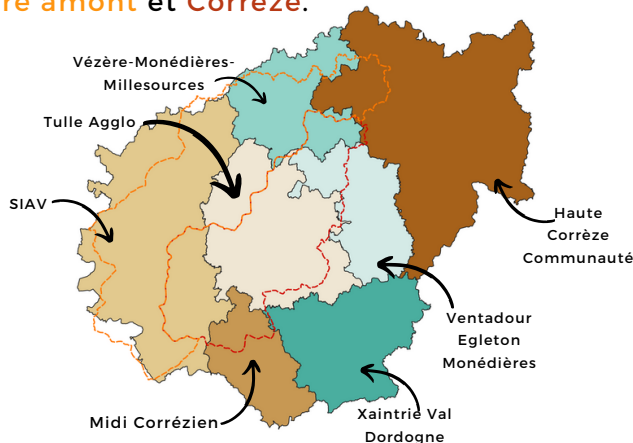 re amont et Corrèze.
Vézère-Monédières-
Millesources
Tulle Agglo
SIAV
Haute
Corrèze
Communauté
Ventadour
Egleton
Monédières
Midi Corrézien
Xaintrie Val
Dordogne